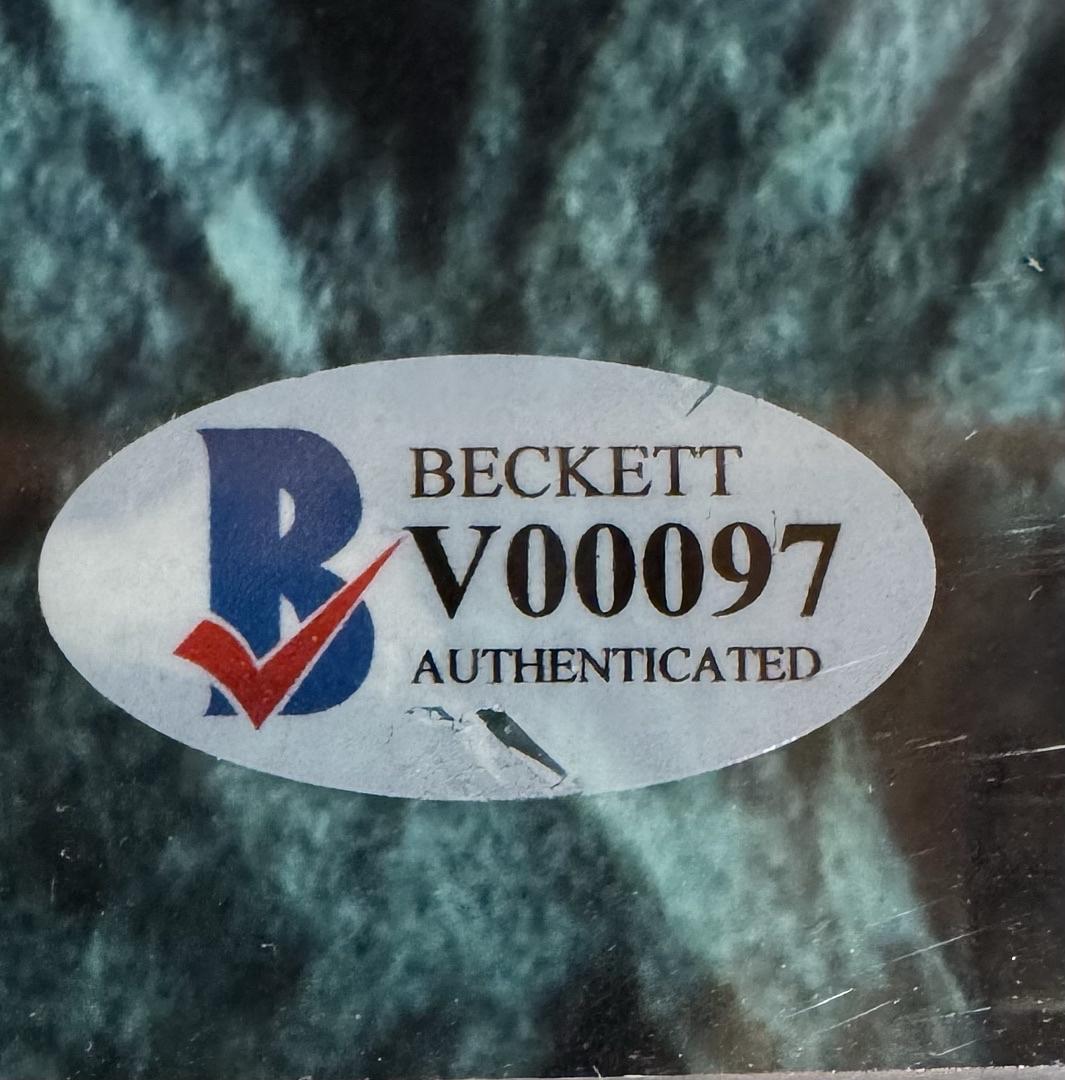 B
BECKETT
V00097
AUTHENTICATED